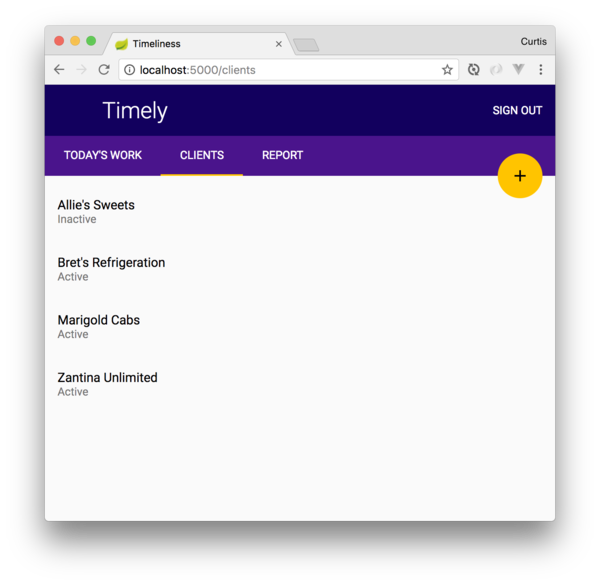 Timeliness
Curtis
localhost:5000/clients
Timely
SIGN OUT
TODAY'S WORK
CLIENTS
REPORT
+
Allie's Sweets
Inactive
Bret's Refrigeration
Active
Marigold Cabs
Active
Zantina Unlimited
Active